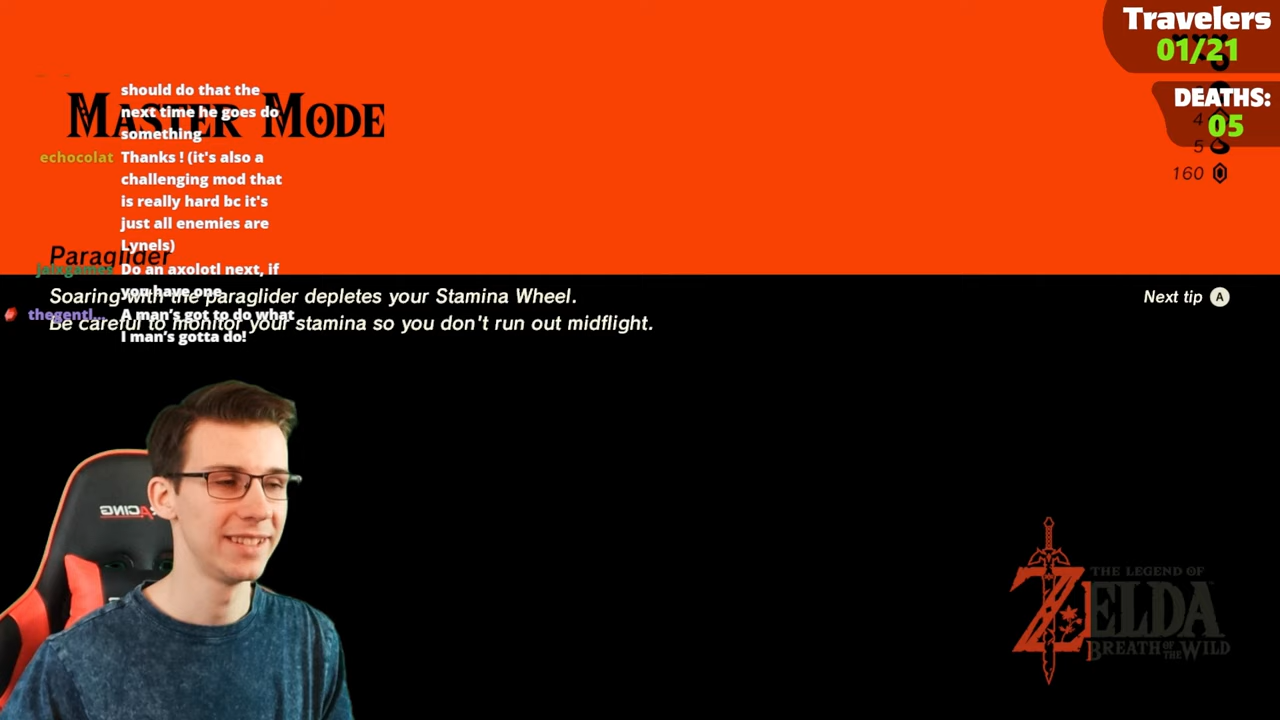 Travelers
01/21
DEATHS:
05
4
5
160
MASTER MODE
should do that the
next time he goes do
something
echocolat Thanks ! (it's also a
challenging mod that
is really hard bc it's
just all enemies are
Lynels)
Paraglider
Do an axolotl next, if
you have one
thegentl... A man's got to do what
I man's gotta do!
Soaring with the paraglider depletes your Stamina Wheel.
Be careful to monitor your stamina so you don't run out midflight.
Next tip A
RACING
THE LEGEND OF
ZELDA
BREATH OF THE WILD